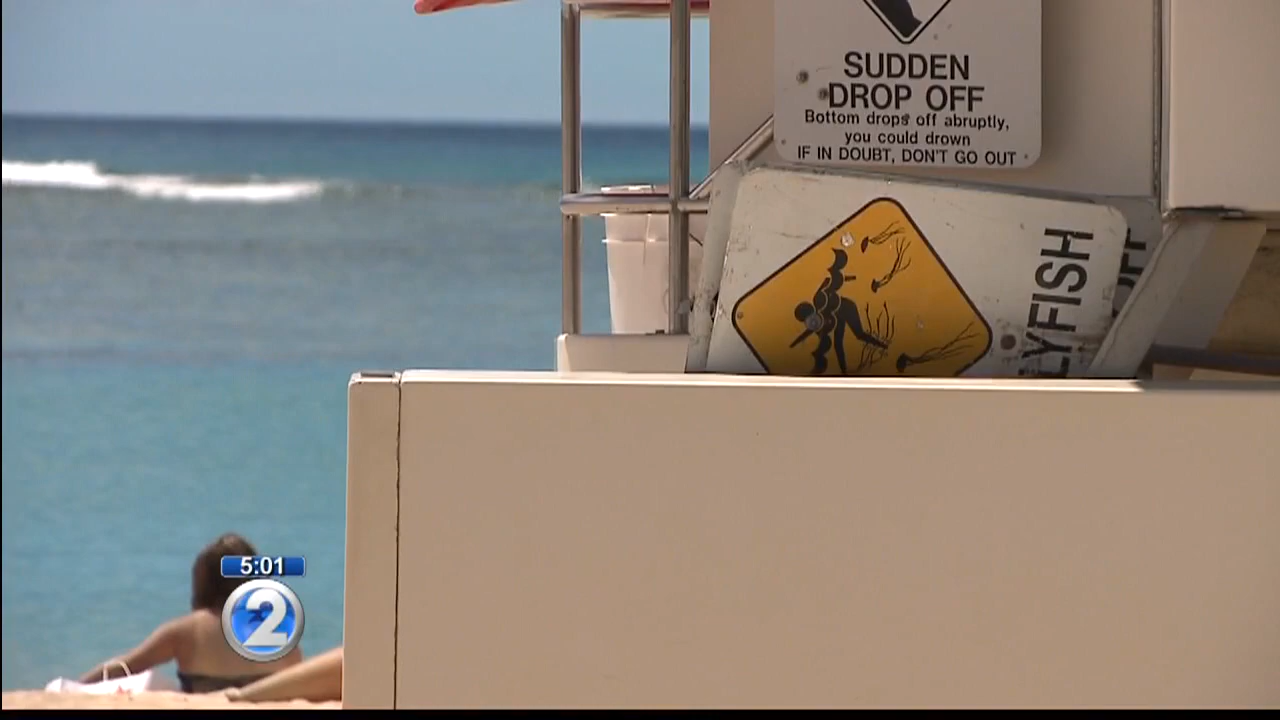 SUDDEN
DROP OFF
Bottom drops off abruptly,
you could drown
IF IN DOUBT, DON'T GO OUT
LYFISH
OFF
5:01
2